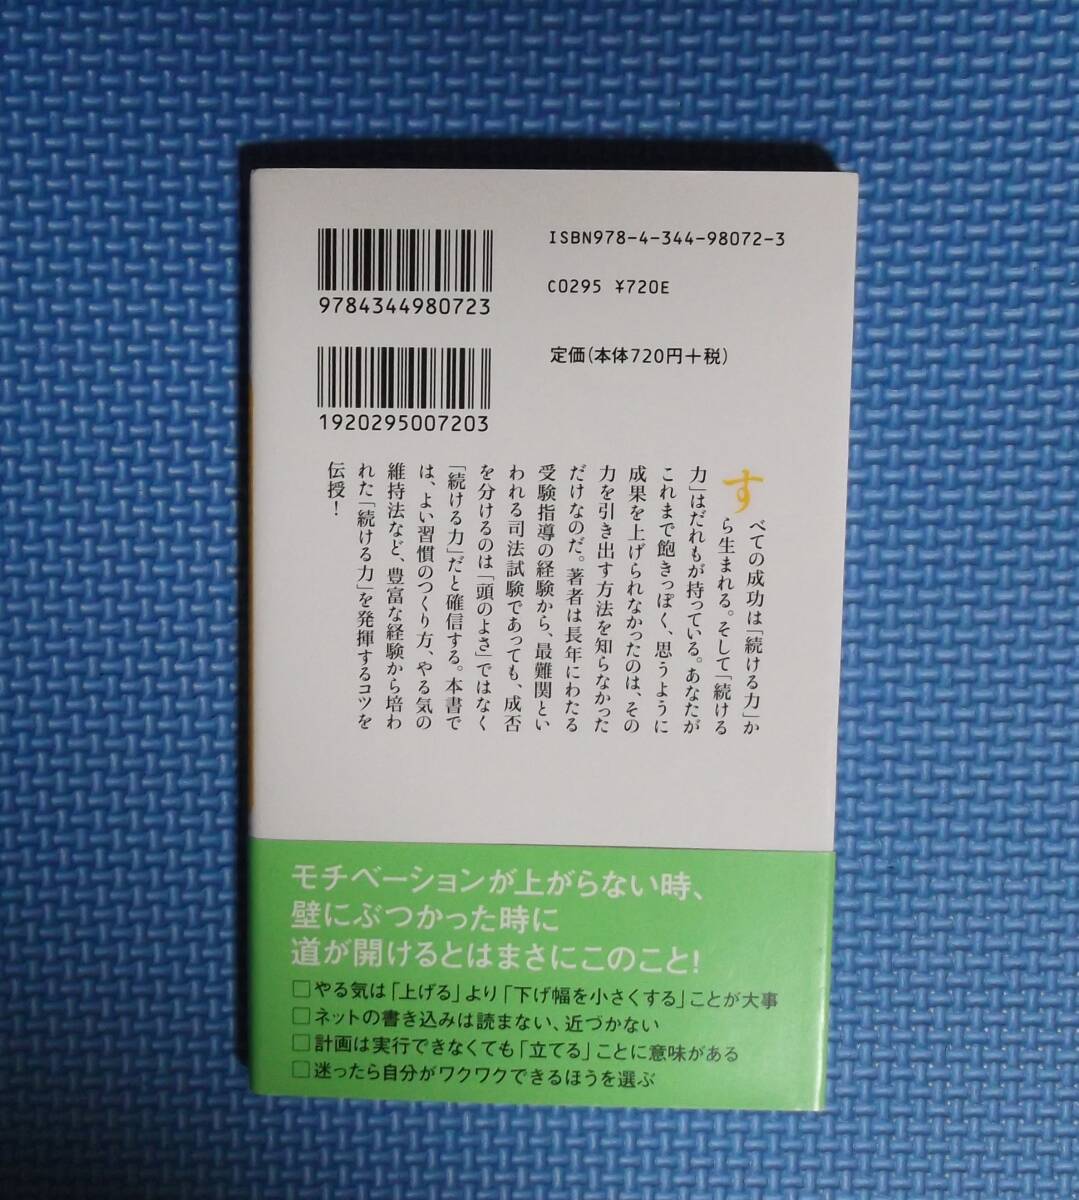 ISBN978-4-344-98072-3
C0295 ¥720E
9784344980723
定価(本体720円+税)
1920295007203
すべての成功は「続ける力」か
ら生まれる。そして「続ける
力」はだれもが持っている。あなたが
これまで飽きっぽく、思うように
成果を上げられなかったのは、その
力を引き出す方法を知らなかった
だけなのだ。著者は長年にわたる
受験指導の経験から、最難関とい
われる司法試験であっても、成否
を分けるのは「頭のよさ」ではなく
「続ける力」だと確信する。本書で
は、よい習慣のつくり方、やる気の
維持法など、豊富な経験から培わ
れた「続ける力」を発揮するコツを
伝授!
モチベーションが上がらない時、
壁にぶつかった時に
道が開けるとはまさにこのこと!
□やる気は「上げる」より「下げ幅を小さくする」ことが大事
□ネットの書き込みは読まない、近づかない
□計画は実行できなくても「立てる」ことに意味がある
□迷ったら自分がワクワクできるほうを選ぶ